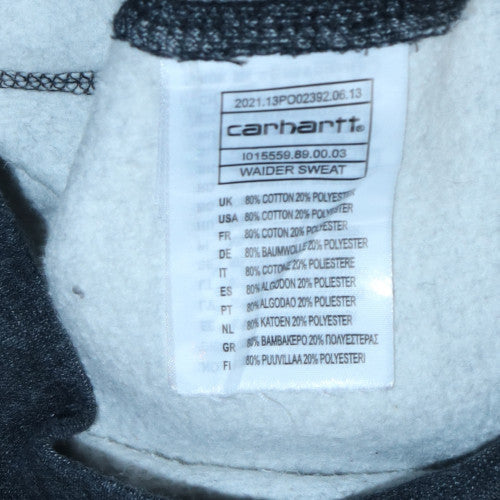 2021.13PO02392.06.13
carhartt®
I015559.89.00.03
WAIDER SWEAT
UK 80% COTTON 20% POLYESTER
USA 80% COTTON 20% POLYESTER
FR 80% COTON 20% POLYESTER
DE 80% BAUMWOLLE 20% POLYESTER
IT 80% COTONE 20% POLIESTERE
ES 80% ALGODON 20% POLIESTER
PT 80% ALGODAO 20% POLIESTER
NL 80% KATOEN 20% POLYESTER
GR 80% ΒΑΜΒΑΚΕΡΟ 20% ΠΟΛΥΕΣΤΕΡΑΣ
FI 80% PUUVILLAA 20% POLYESTERI